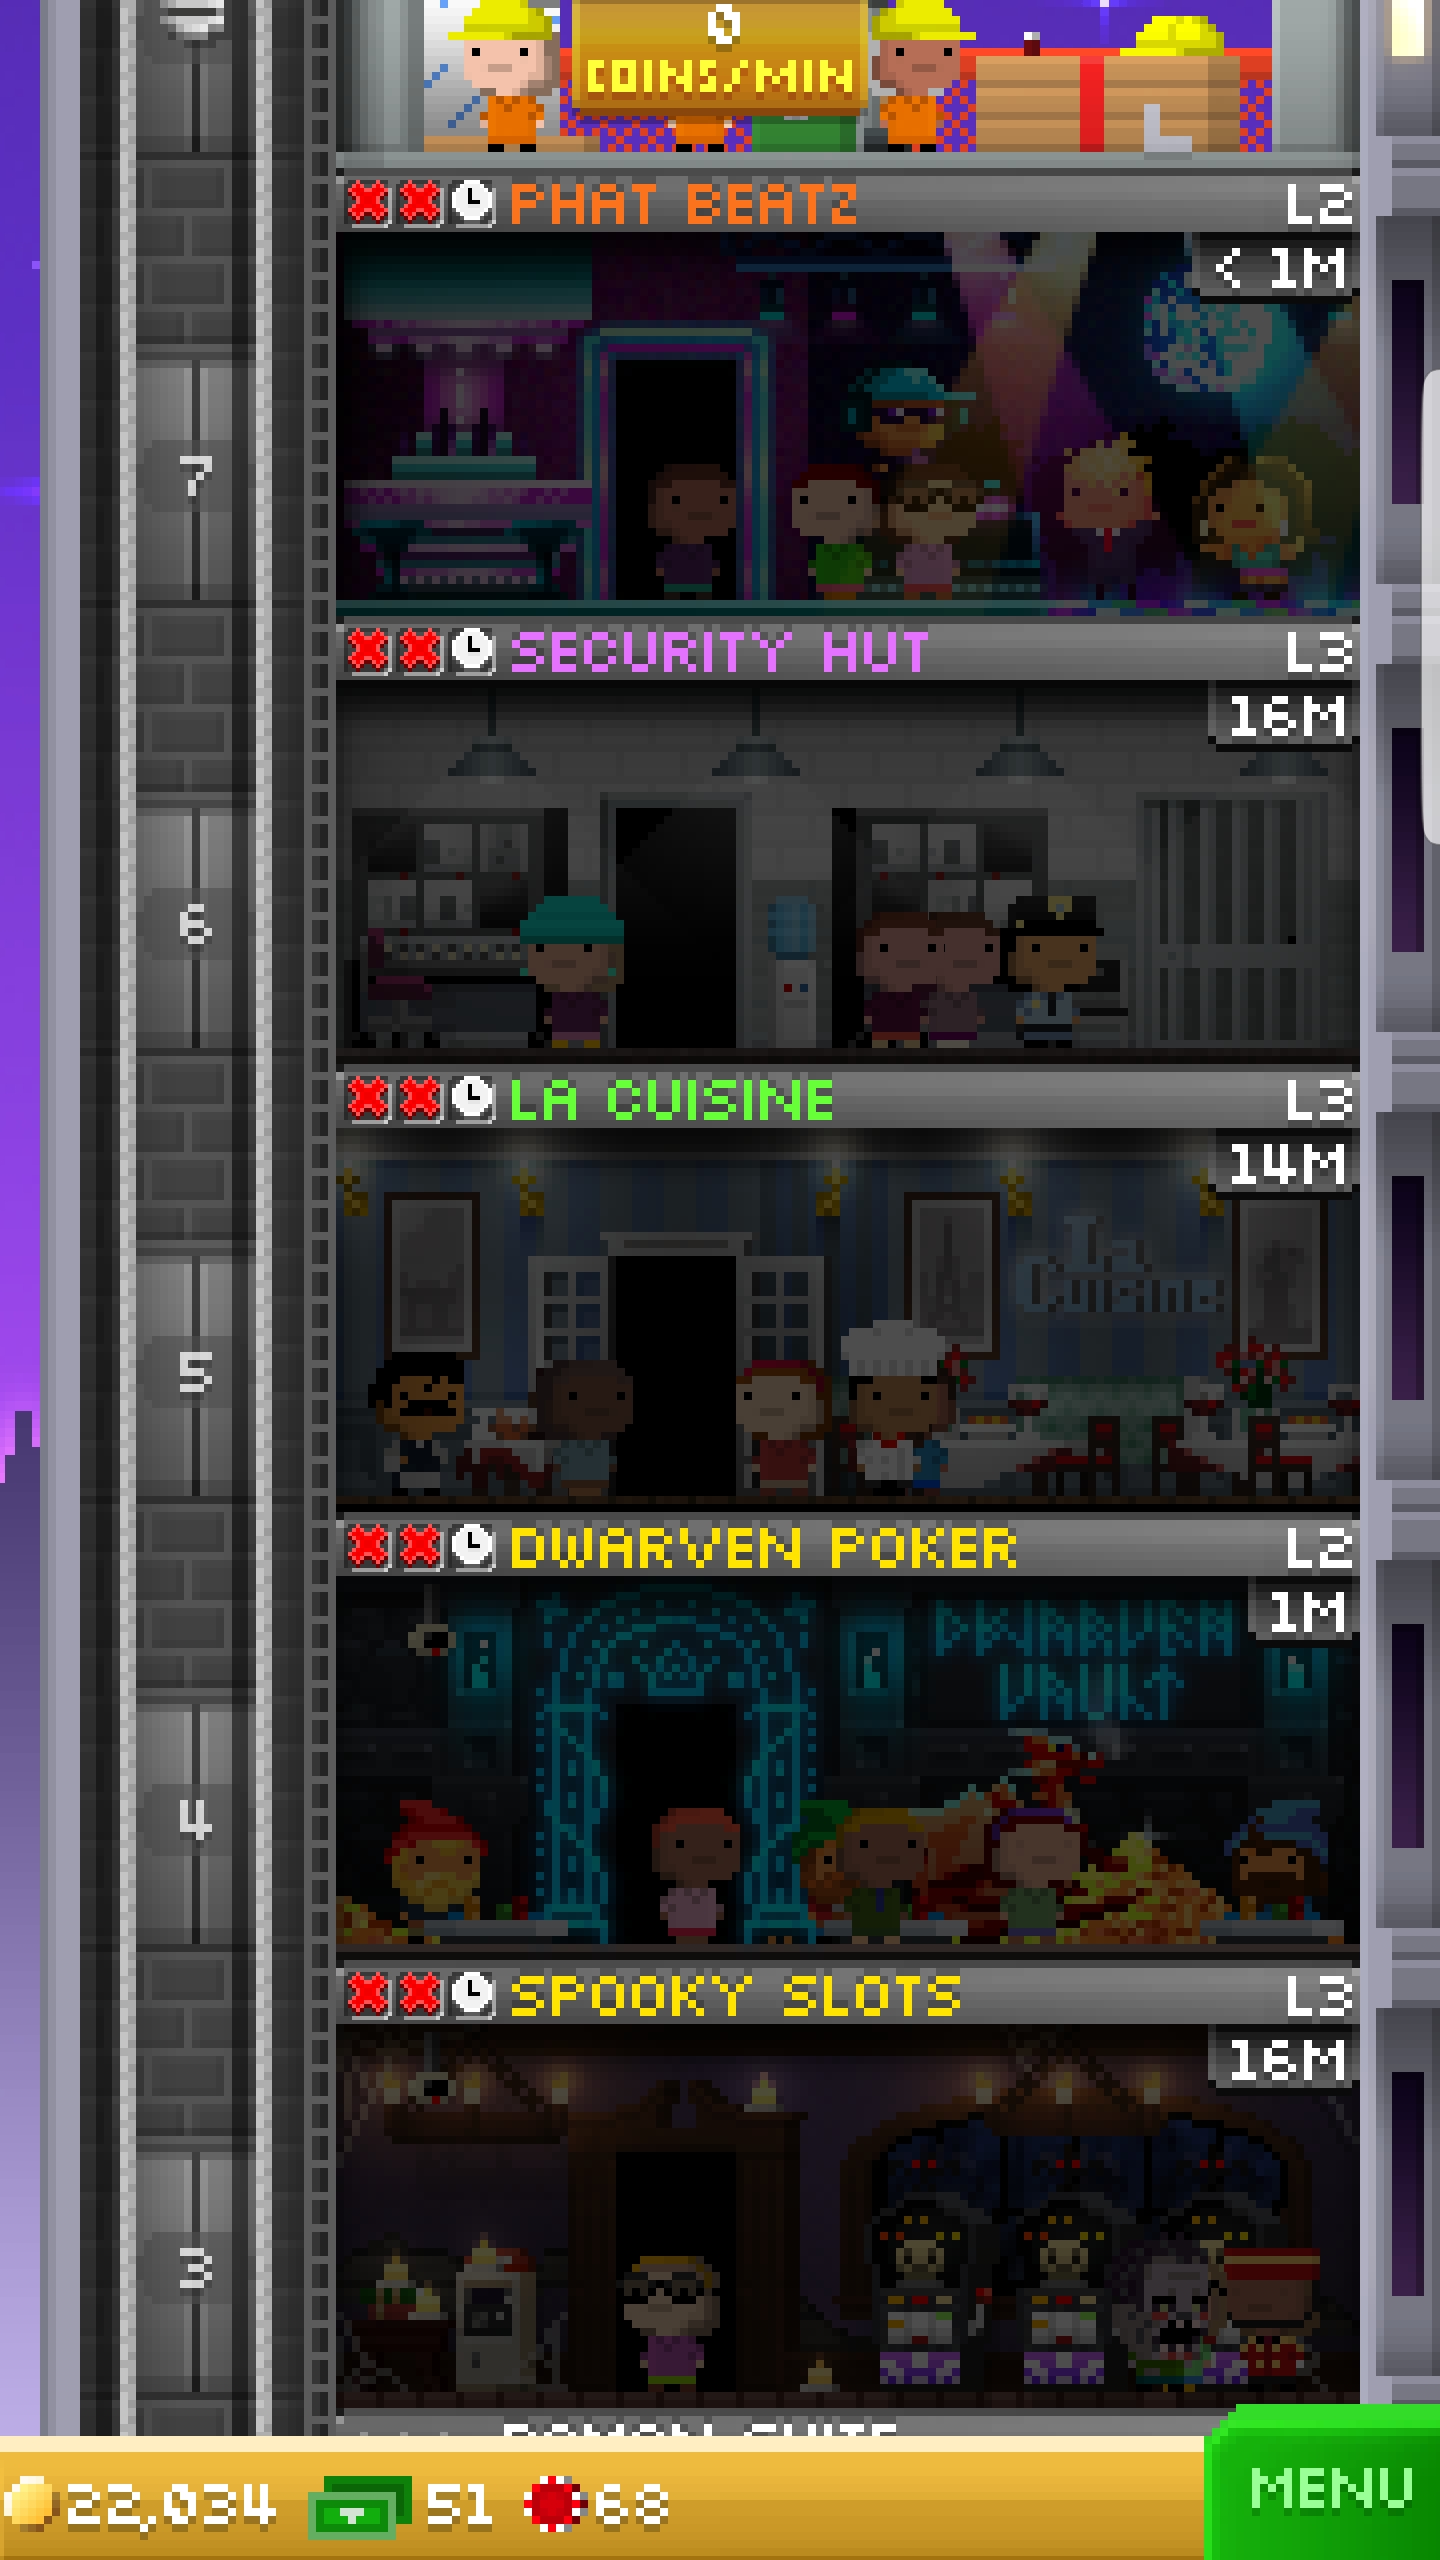 0
COINS/MIN
PHAT BEATZ L2
< 1M
7
SECURITY HUT L3
16M
6
LA CUISINE L3
14M
La
Cuisine
5
DWARVEN POKER L2
1M
DWARVEN
VAULT
4
SPOOKY SLOTS L3
16M
3
22,034 51 68
MENU